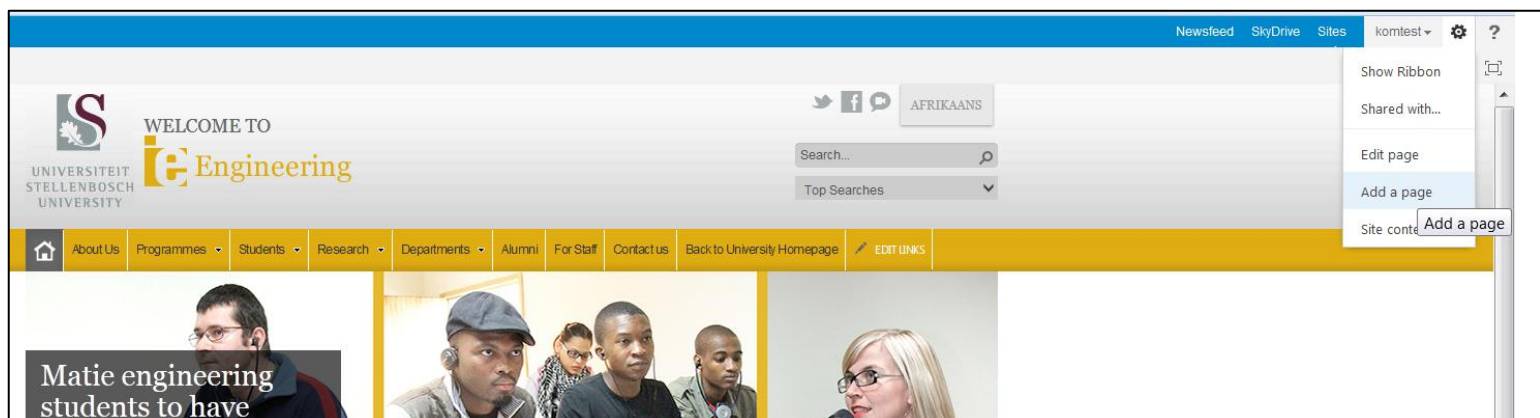 Newsfeed SkyDrive Sites komtest ?
Show Ribbon
Shared with...
Edit page
Add a page
Site conte
Add a page
UNIVERSITEIT
STELLENBOSCH
UNIVERSITY
WELCOME TO
Engineering
AFRIKAANS
Search...
Top Searches
About Us Programmes Students Research Departments Alumni For Staff Contact us Back to University Homepage EDIT LINKS
Matie engineering
students to have